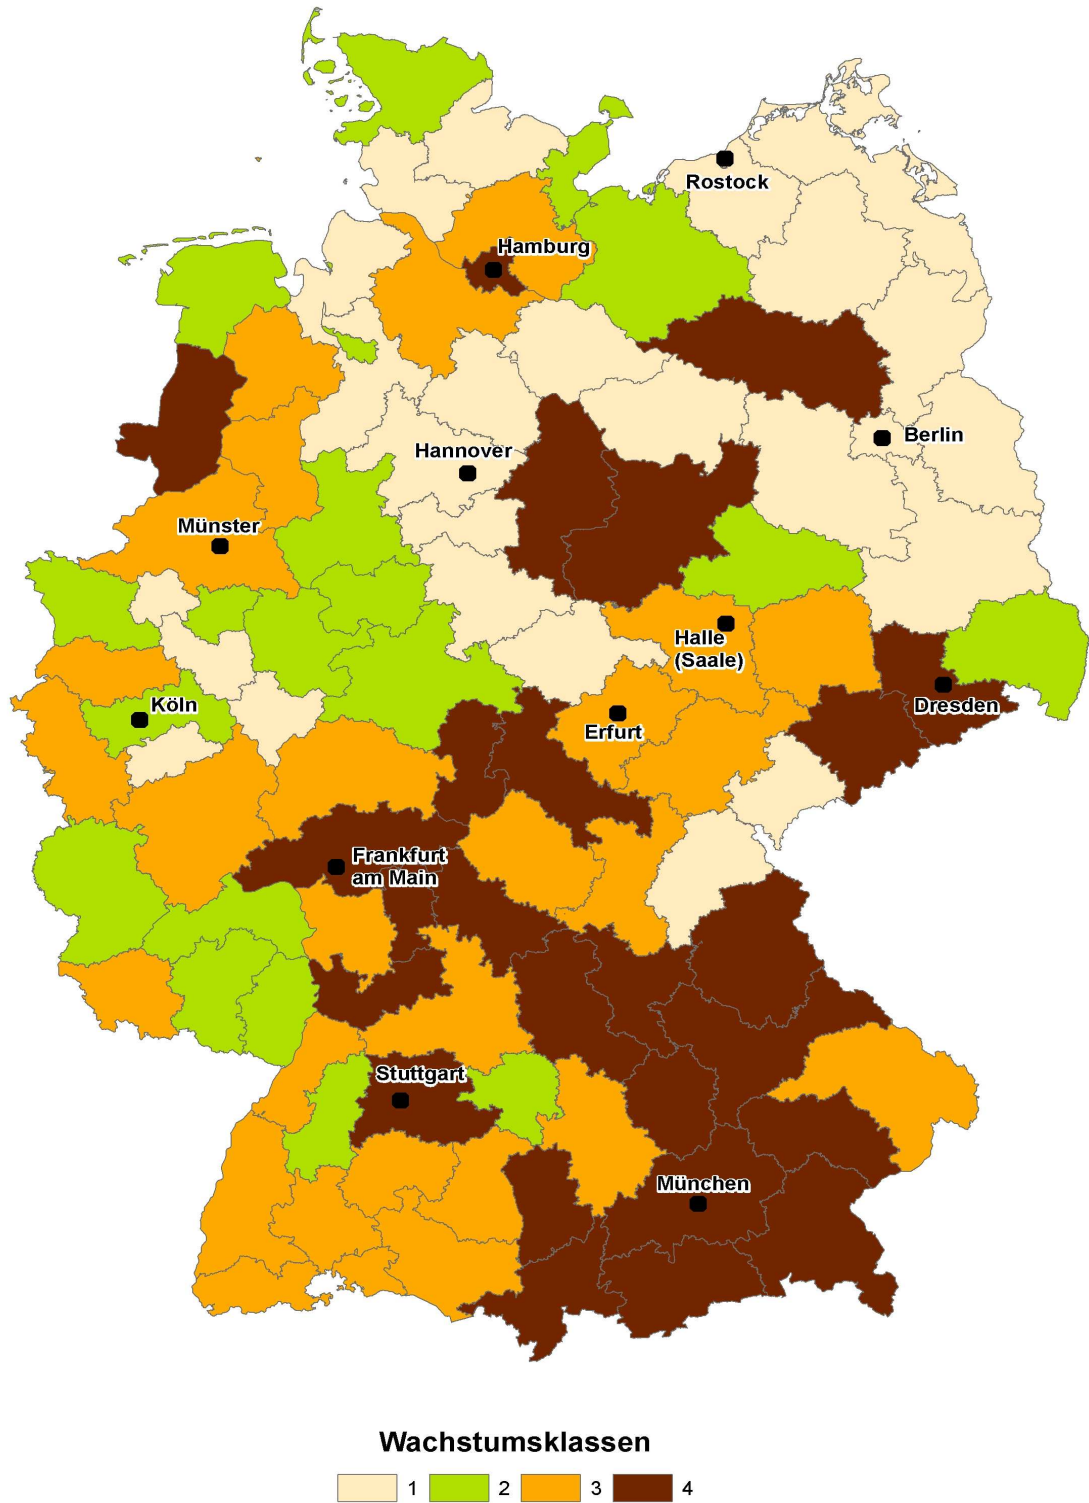 Rostock
Hamburg
Berlin
Hannover
Münster
Halle
(Saale)
Köln
Dresden
Erfurt
Frankfurt
am Main
Stuttgart
München
Wachstumsklassen
1 2 3 4